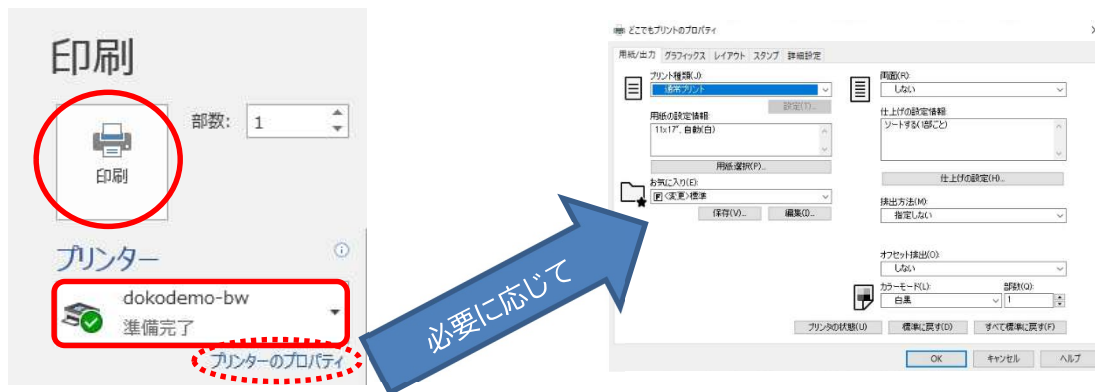 印刷
部数: 1
印刷
プリンター
dokodemo-bw
準備完了
プリンターのプロパティ
必要に応じて
どこでもプリントのプロパティ
用紙/出力 グラフィックス レイアウト スタンプ 詳細設定
プリント種類(J):
通常プリント
設定(T)...
用紙の設定情報:
11x17", 自動(白)
用紙選択(P)...
お気に入り(E):
<変更>標準
保存(V)... 編集(I)...
両面(R):
しない
仕上げの設定情報:
ソートする(1部ごと)
仕上げの設定(H)...
排出方法(M):
指定しない
オフセット排出(O):
しない
カラーモード(L): 部数(Q):
白黒 1
プリンタの状態(U) 標準に戻す(D) すべて標準に戻す(F)
OK キャンセル ヘルプ